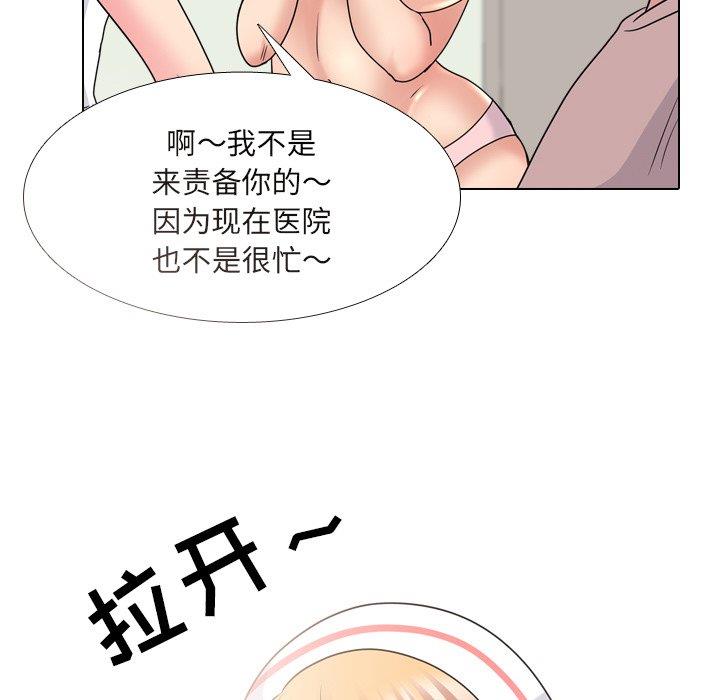 啊～我不是
来责备你的～
因为现在医院
也不是很忙～
拉开～